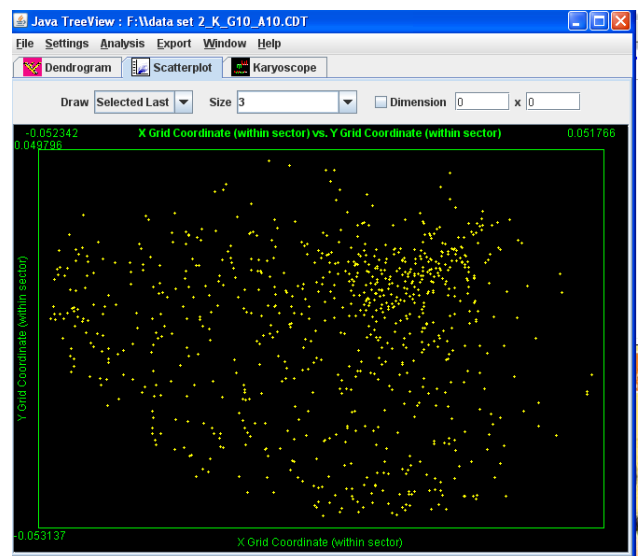 Java TreeView : F:\\data set 2_K_G10_A10.CDT
File Settings Analysis Export Window Help
Dendrogram Scatterplot Karyoscope
Draw Selected Last Size 3 Dimension 0 x 0
-0.052342 X Grid Coordinate (within sector) vs. Y Grid Coordinate (within sector) 0.051766
0.049796
Y Grid Coordinate (within sector)
-0.053137
X Grid Coordinate (within sector)